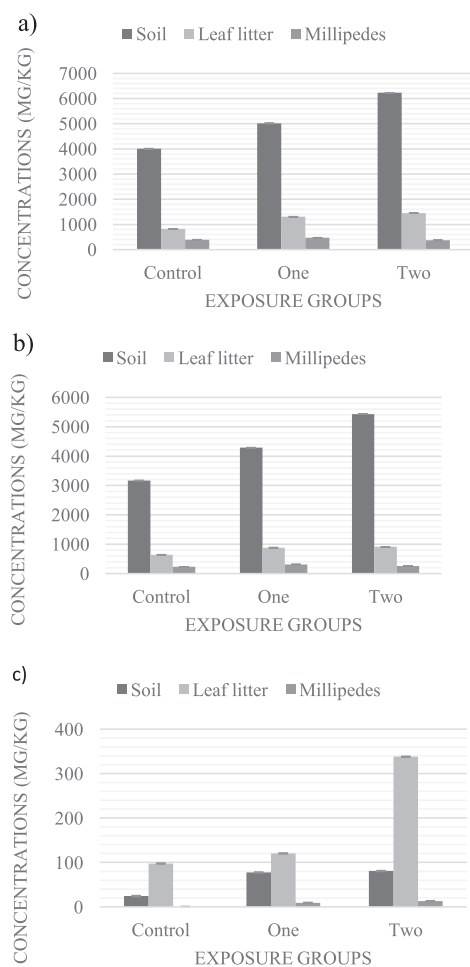 a)
Soil Leaf litter Millipedes
CONCENTRATIONS (MG/KG)
7000
6000
5000
4000
3000
2000
1000
0
Control One Two
EXPOSURE GROUPS
b)
Soil Leaf litter Millipedes
CONCENTRATIONS (MG/KG)
6000
5000
4000
3000
2000
1000
0
Control One Two
EXPOSURE GROUPS
c)
Soil Leaf litter Millipedes
CONCENTRATIONS (MG/KG)
400
300
200
100
0
Control One Two
EXPOSURE GROUPS